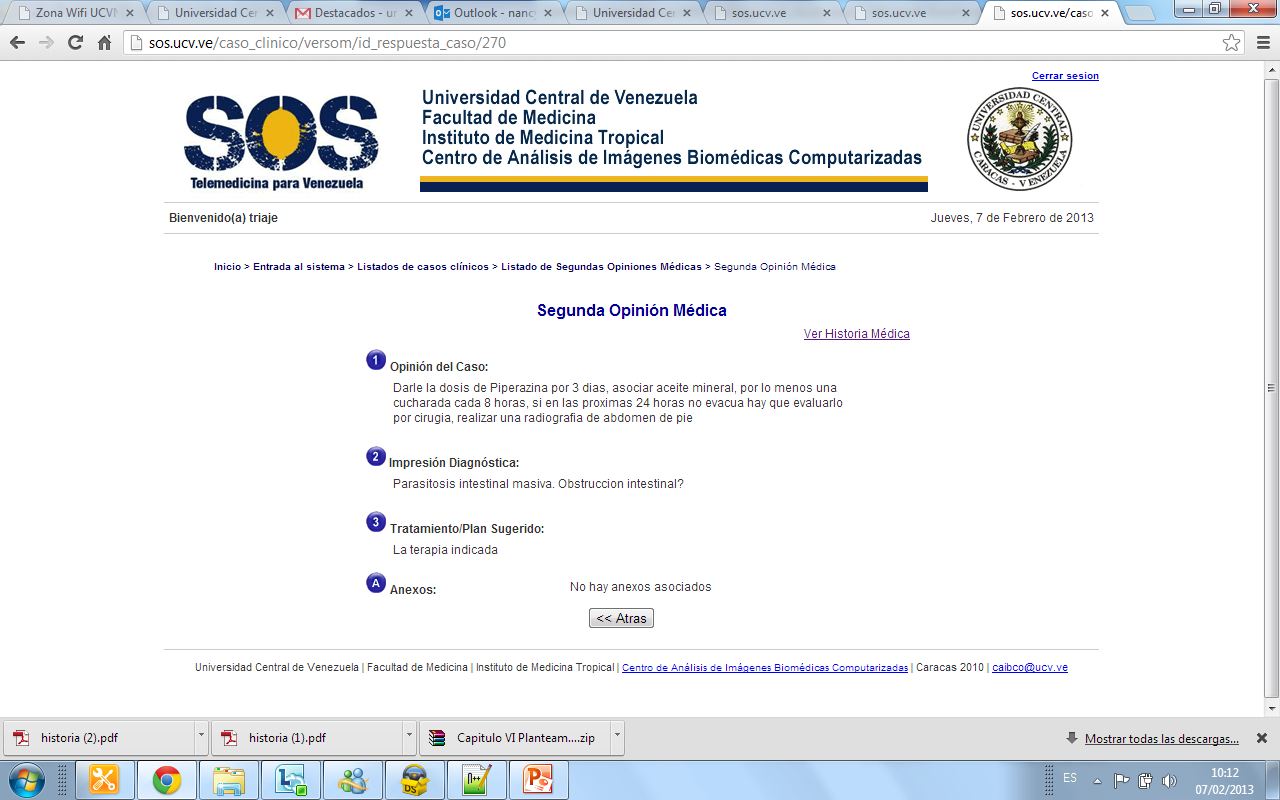 Zona Wifi UCVN
Universidad Cen
Destacados - ur
Outlook - nanc
Universidad Cen
sos.ucv.ve
sos.ucv.ve
sos.ucv.ve/caso
sos.ucv.ve/caso_clinico/versom/id_respuesta_caso/270
Cerrar sesion
SOS
Telemedicina para Venezuela
Universidad Central de Venezuela
Facultad de Medicina
Instituto de Medicina Tropical
Centro de Análisis de Imágenes Biomédicas Computarizadas
UNIVERSIDAD CENTRAL
CARACAS - VENEZUELA
Bienvenido(a) triaje
Jueves, 7 de Febrero de 2013
Inicio > Entrada al sistema > Listados de casos clínicos > Listado de Segundas Opiniones Médicas > Segunda Opinión Médica
Segunda Opinión Médica
Ver Historia Médica
1 Opinión del Caso:
Darle la dosis de Piperazina por 3 dias, asociar aceite mineral, por lo menos una
cucharada cada 8 horas, si en las proximas 24 horas no evacua hay que evaluarlo
por cirugia, realizar una radiografia de abdomen de pie
2 Impresión Diagnóstica:
Parasitosis intestinal masiva. Obstruccion intestinal?
3 Tratamiento/Plan Sugerido:
La terapia indicada
A Anexos:
No hay anexos asociados
<< Atras
Universidad Central de Venezuela | Facultad de Medicina | Instituto de Medicina Tropical | Centro de Análisis de Imágenes Biomédicas Computarizadas | Caracas 2010 | caibco@ucv.ve
historia (2).pdf
historia (1).pdf
Capitulo VI Planteam....zip
Mostrar todas las descargas...
DS
ES
10:12
07/02/2013